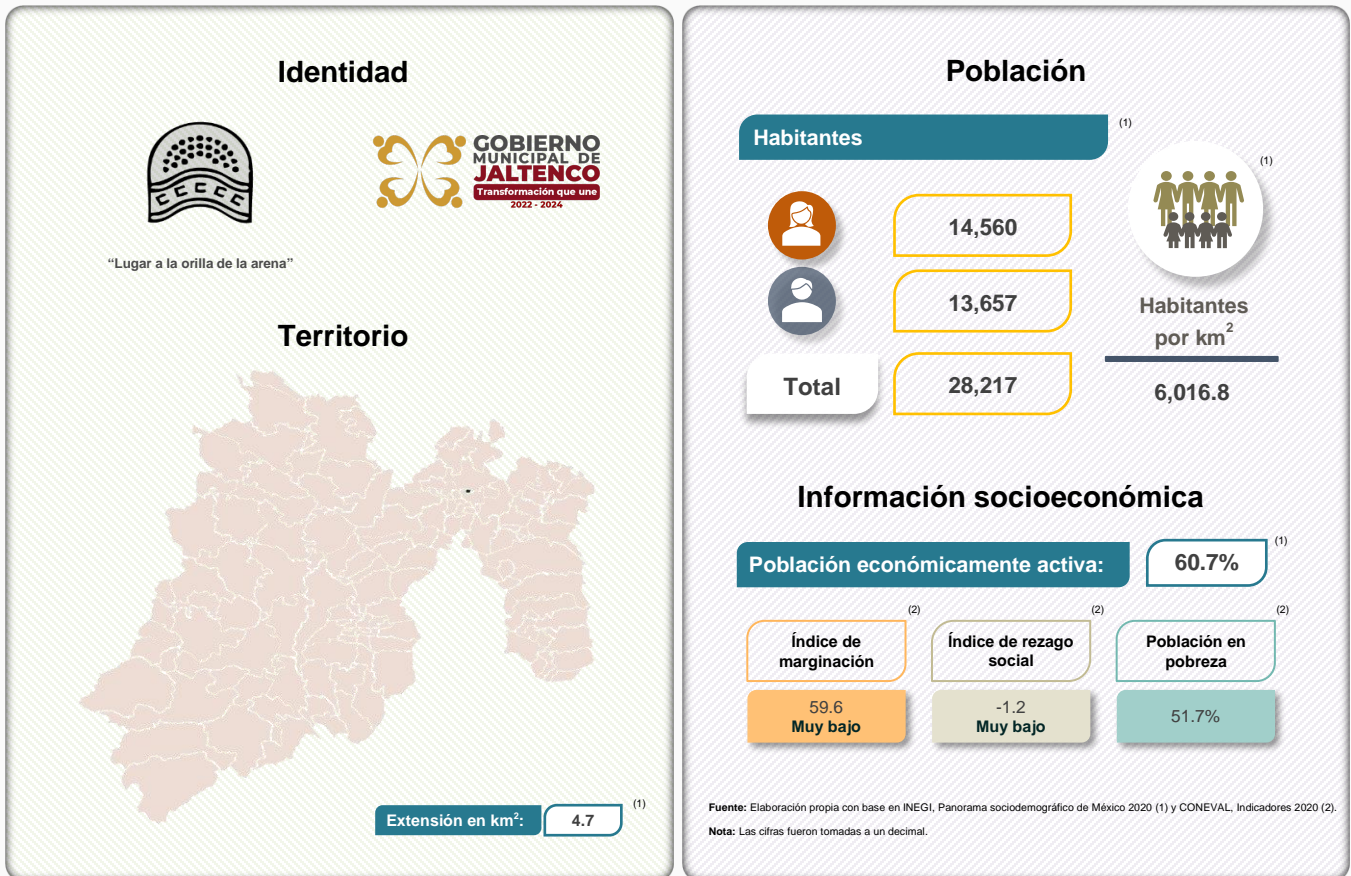 Identidad
GOBIERNO
MUNICIPAL DE
JALTENCO
Transformación que une
2022 - 2024
“Lugar a la orilla de la arena”
Territorio
Extensión en km²:
4.7
(1)
Población
Habitantes
(1)
14,560
13,657
Total
28,217
(1)
Habitantes
por km²
6,016.8
Información socioeconómica
Población económicamente activa:
60.7%
(1)
(2)
Índice de
marginación
59.6
Muy bajo
(2)
Índice de rezago
social
-1.2
Muy bajo
(2)
Población en
pobreza
51.7%
Fuente: Elaboración propia con base en INEGI, Panorama sociodemográfico de México 2020 (1) y CONEVAL, Indicadores 2020 (2).
Nota: Las cifras fueron tomadas a un decimal.